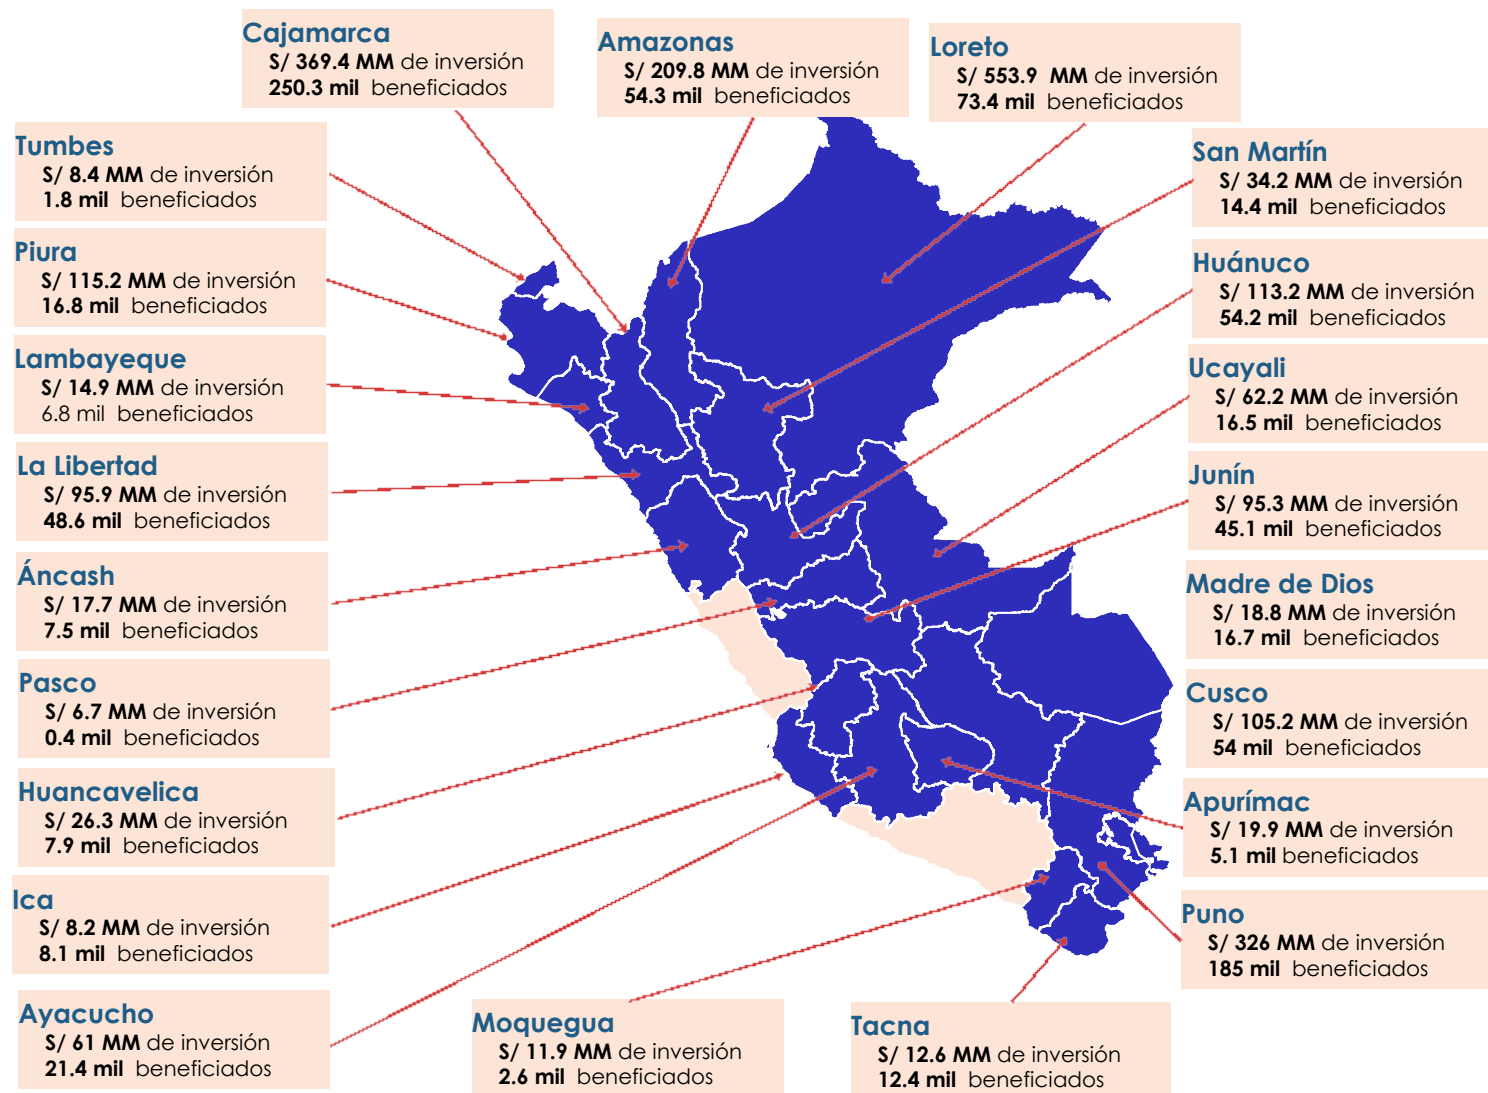 Cajamarca
S/ 369.4 MM de inversión
250.3 mil beneficiados
Amazonas
S/ 209.8 MM de inversión
54.3 mil beneficiados
Loreto
S/ 553.9 MM de inversión
73.4 mil beneficiados
Tumbes
S/ 8.4 MM de inversión
1.8 mil beneficiados
Piura
S/ 115.2 MM de inversión
16.8 mil beneficiados
Lambayeque
S/ 14.9 MM de inversión
6.8 mil beneficiados
La Libertad
S/ 95.9 MM de inversión
48.6 mil beneficiados
Áncash
S/ 17.7 MM de inversión
7.5 mil beneficiados
Pasco
S/ 6.7 MM de inversión
0.4 mil beneficiados
Huancavelica
S/ 26.3 MM de inversión
7.9 mil beneficiados
Ica
S/ 8.2 MM de inversión
8.1 mil beneficiados
Ayacucho
S/ 61 MM de inversión
21.4 mil beneficiados
Moquegua
S/ 11.9 MM de inversión
2.6 mil beneficiados
Tacna
S/ 12.6 MM de inversión
12.4 mil beneficiados
San Martín
S/ 34.2 MM de inversión
14.4 mil beneficiados
Huánuco
S/ 113.2 MM de inversión
54.2 mil beneficiados
Ucayali
S/ 62.2 MM de inversión
16.5 mil beneficiados
Junín
S/ 95.3 MM de inversión
45.1 mil beneficiados
Madre de Dios
S/ 18.8 MM de inversión
16.7 mil beneficiados
Cusco
S/ 105.2 MM de inversión
54 mil beneficiados
Apurímac
S/ 19.9 MM de inversión
5.1 mil beneficiados
Puno
S/ 326 MM de inversión
185 mil beneficiados